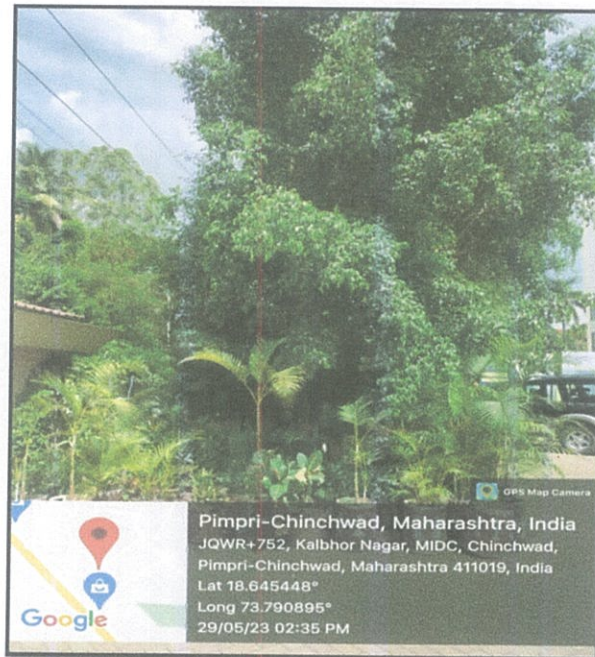 GPS Map Camera
Pimpri-Chinchwad, Maharashtra, India
JQWR+752, Kalbhor Nagar, MIDC, Chinchwad,
Pimpri-Chinchwad, Maharashtra 411019, India
Lat 18.645448°
Long 73.790895°
29/05/23 02:35 PM
Google